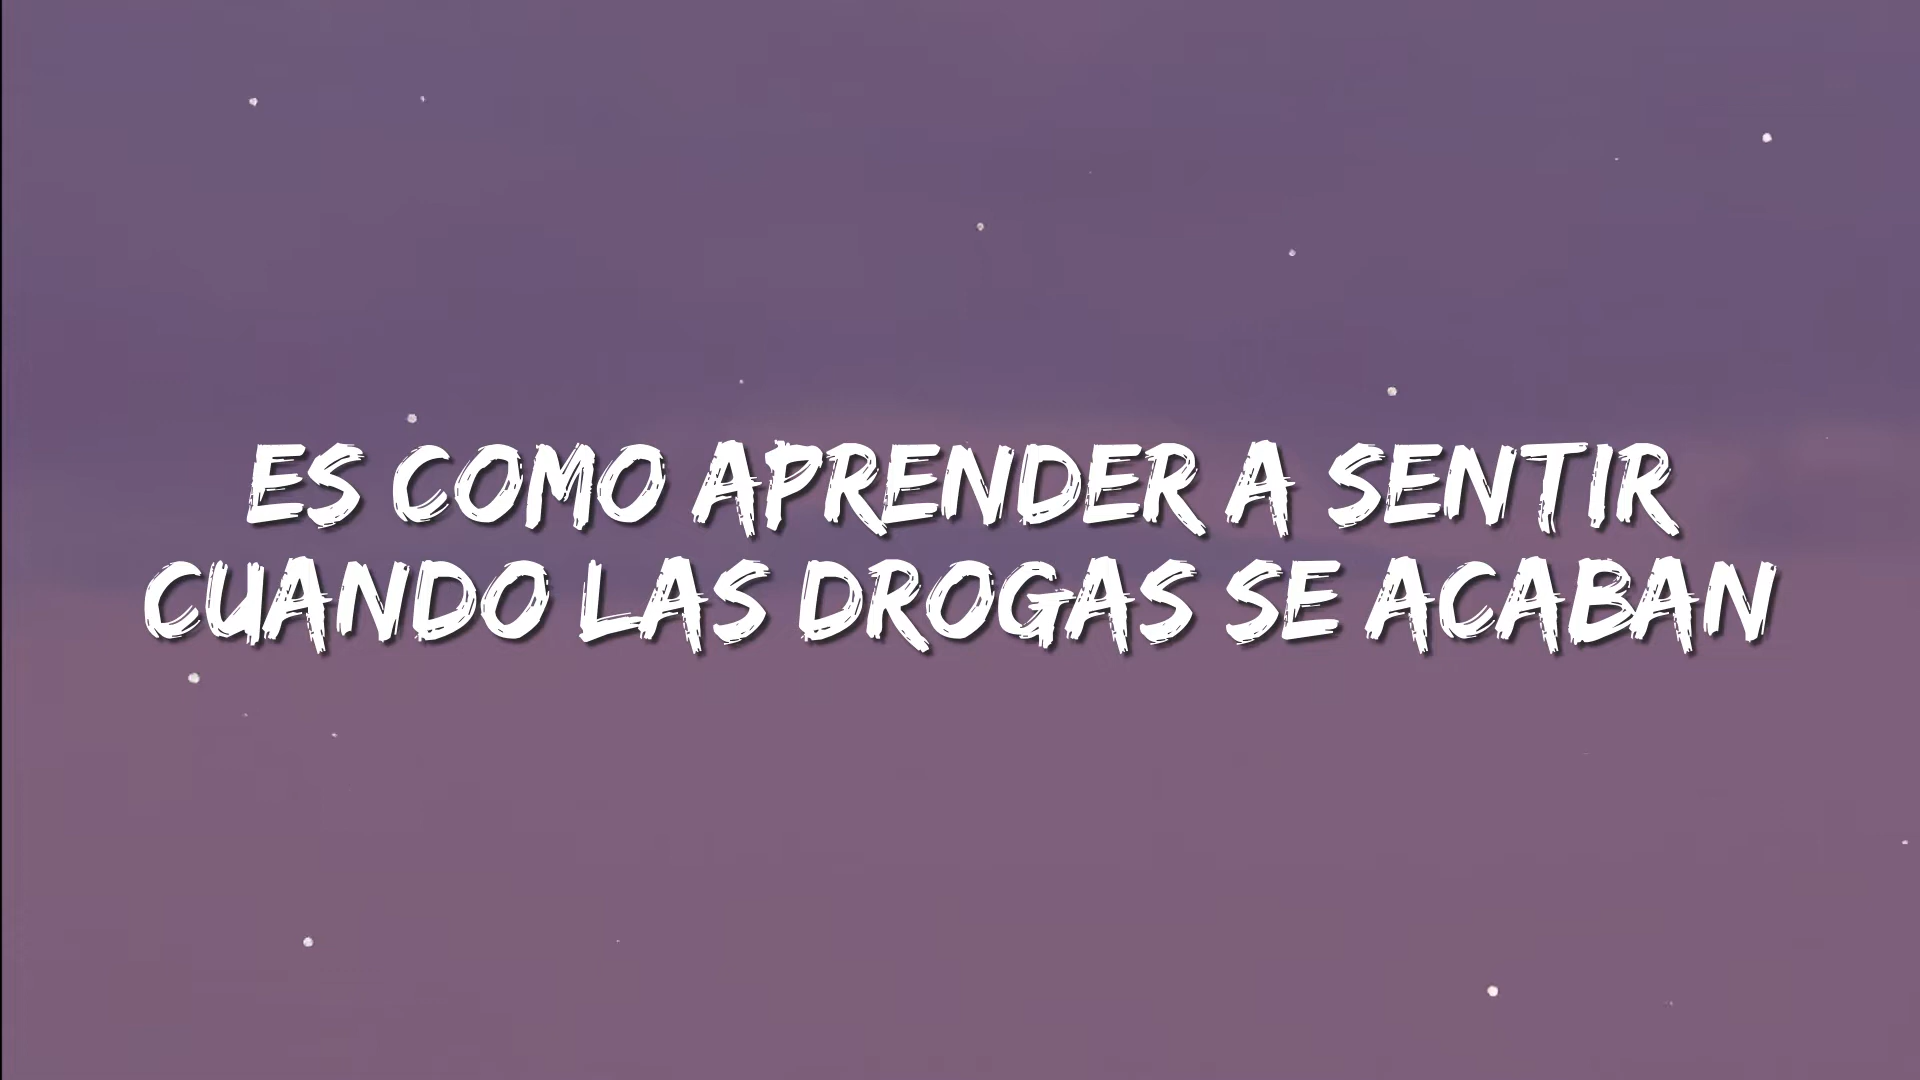 ES COMO APRENDER A SENTIR
CUANDO LAS DROGAS SE ACABAN